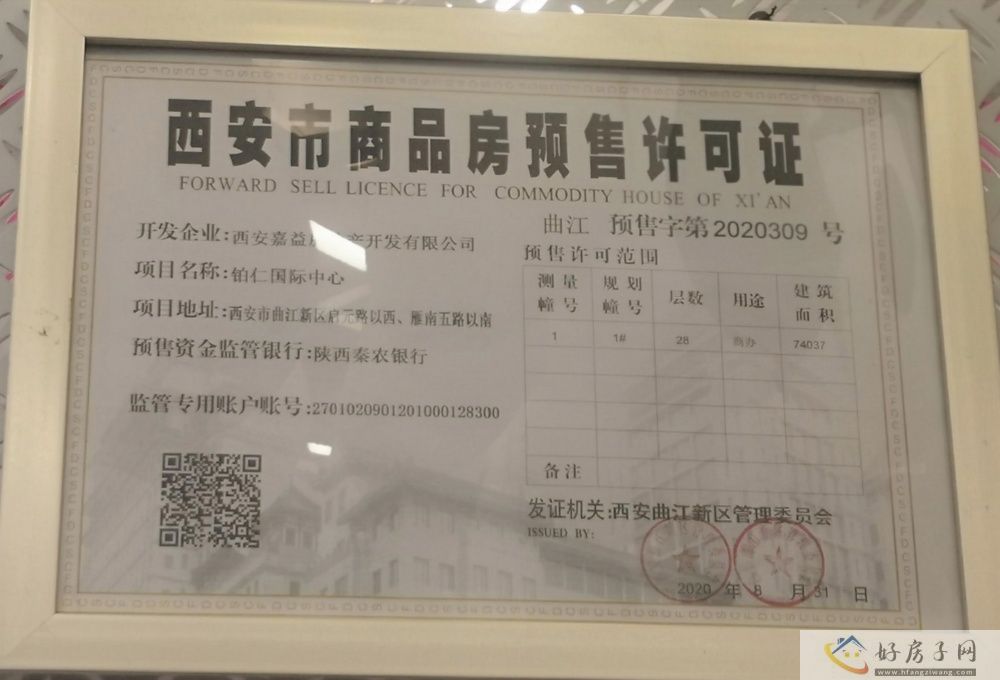 西安市商品房预售许可证
FORWARD SELL LICENCE FOR COMMODITY HOUSE OF XI'AN
曲江 预售字第2020309 号
开发企业:西安嘉益 产开发有限公司
项目名称:铂仁国际中心
项目地址:西安市曲江新区启元路以西、雁南五路以南
预售资金监管银行:陕西秦农银行
监管专用账户账号:2701020901201000128300
预售许可范围
测量幢号 规划幢号 层数 用途 建筑面积
1 1# 28 商办 74037
备注
发证机关:西安曲江新区管理委员会
ISSUED BY:
2020 年 8 月 31 日
好房子网
www.hfangziwang.com